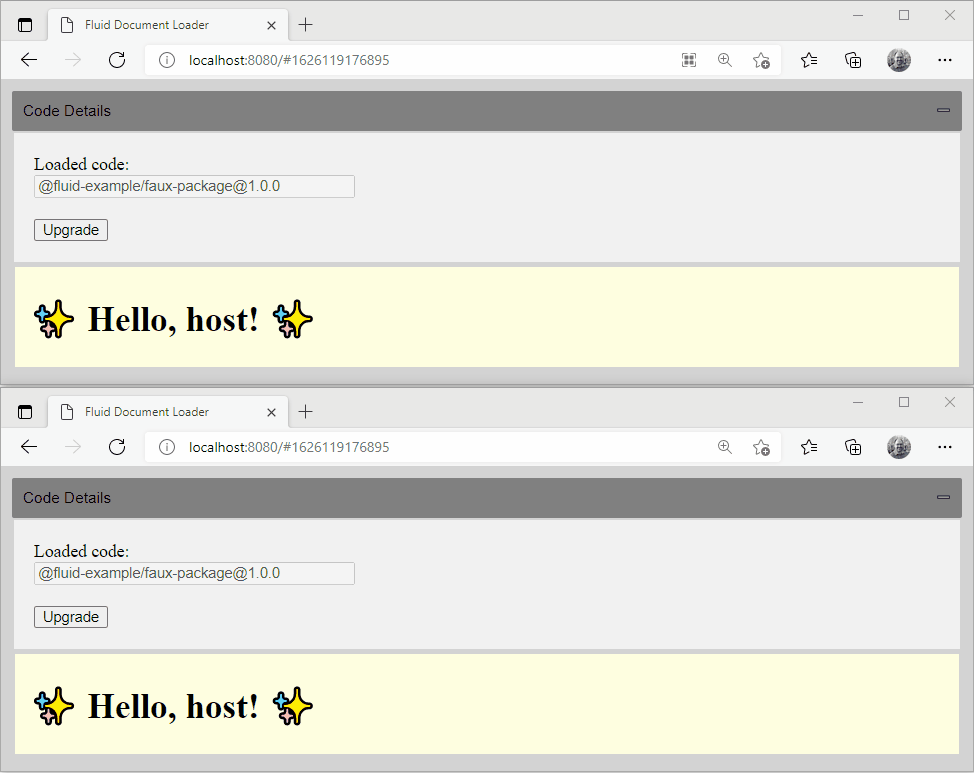 Fluid Document Loader
localhost:8080/#1626119176895
Code Details
Loaded code:
@fluid-example/faux-package@1.0.0
Upgrade
✨ Hello, host! ✨
Fluid Document Loader
localhost:8080/#1626119176895
Code Details
Loaded code:
@fluid-example/faux-package@1.0.0
Upgrade
✨ Hello, host! ✨